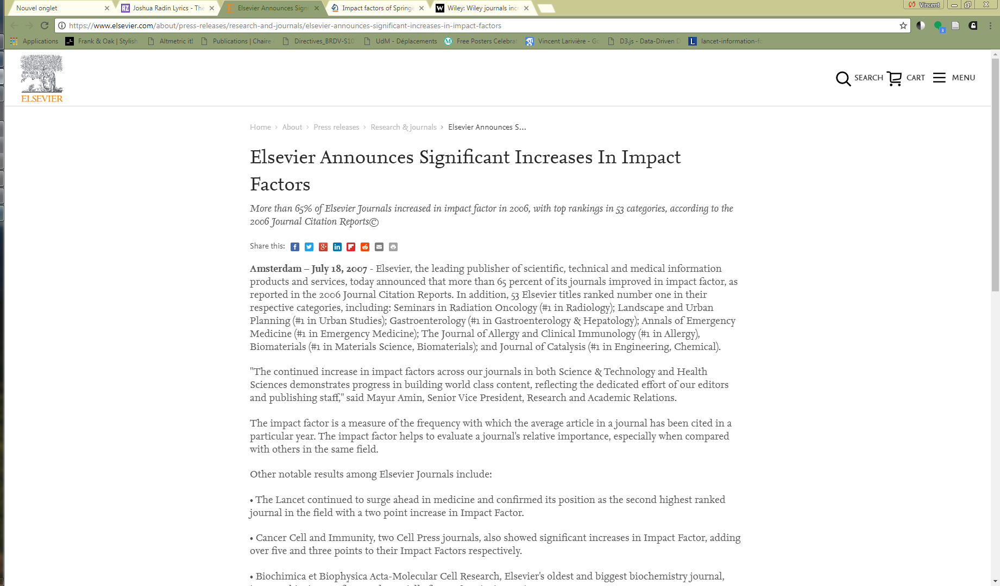 Nouvel onglet
Joshua Radin Lyrics - The
Elsevier Announces Signi
Impact factors of Springe
Wiley: Wiley journals inc
Vincent
https://www.elsevier.com/about/press-releases/research-and-journals/elsevier-announces-significant-increases-in-impact-factors
Applications
Frank & Oak | Stylish
Altmetric it!
Publications | Chaire
Directives_BRDV-S10
UdM - Déplacements
Free Posters Celebrat
Vincent Larivière - Go
D3.js - Data-Driven D
lancet-information-fo
ELSEVIER
SEARCH CART MENU
Home › About › Press releases › Research & journals › Elsevier Announces S...
Elsevier Announces Significant Increases In Impact
Factors
More than 65% of Elsevier Journals increased in impact factor in 2006, with top rankings in 53 categories, according to the
2006 Journal Citation Reports©
Share this:
Amsterdam – July 18, 2007 - Elsevier, the leading publisher of scientific, technical and medical information
products and services, today announced that more than 65 percent of its journals improved in impact factor, as
reported in the 2006 Journal Citation Reports. In addition, 53 Elsevier titles ranked number one in their
respective categories, including: Seminars in Radiation Oncology (#1 in Radiology); Landscape and Urban
Planning (#1 in Urban Studies); Gastroenterology (#1 in Gastroenterology & Hepatology); Annals of Emergency
Medicine (#1 in Emergency Medicine); The Journal of Allergy and Clinical Immunology (#1 in Allergy),
Biomaterials (#1 in Materials Science, Biomaterials); and Journal of Catalysis (#1 in Engineering, Chemical).
"The continued increase in impact factors across our journals in both Science & Technology and Health
Sciences demonstrates progress in building world class content, reflecting the dedicated effort of our editors
and publishing staff," said Mayur Amin, Senior Vice President, Research and Academic Relations.
The impact factor is a measure of the frequency with which the average article in a journal has been cited in a
particular year. The impact factor helps to evaluate a journal's relative importance, especially when compared
with others in the same field.
Other notable results among Elsevier Journals include:
• The Lancet continued to surge ahead in medicine and confirmed its position as the second highest ranked
journal in the field with a two point increase in Impact Factor.
• Cancer Cell and Immunity, two Cell Press journals, also showed significant increases in Impact Factor, adding
over five and three points to their Impact Factors respectively.
• Biochimica et Biophysica Acta-Molecular Cell Research, Elsevier's oldest and biggest biochemistry journal,